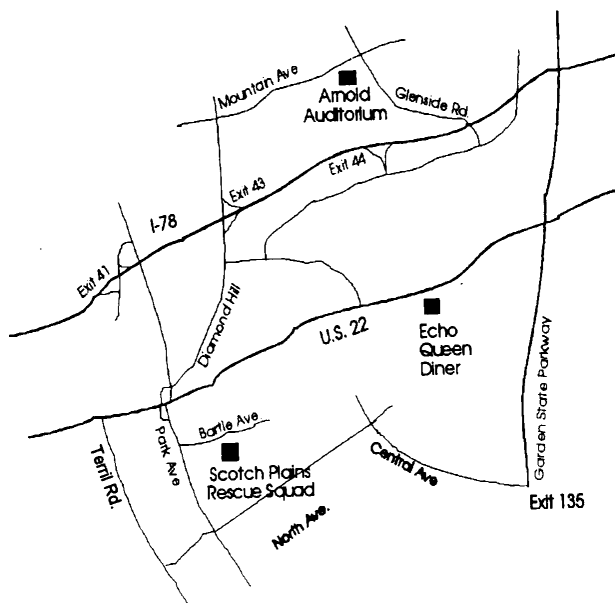 Mountain Ave
Arnold
Auditorium
Glenside Rd.
Exit 44
Exit 43
I-78
Exit 41
Diamond Hill
U.S. 22
Echo
Queen
Diner
Garden State Parkway
Bartle Ave
Park Ave
Terril Rd.
Scotch Plains
Rescue Squad
Central Ave
North Ave.
Exit 135